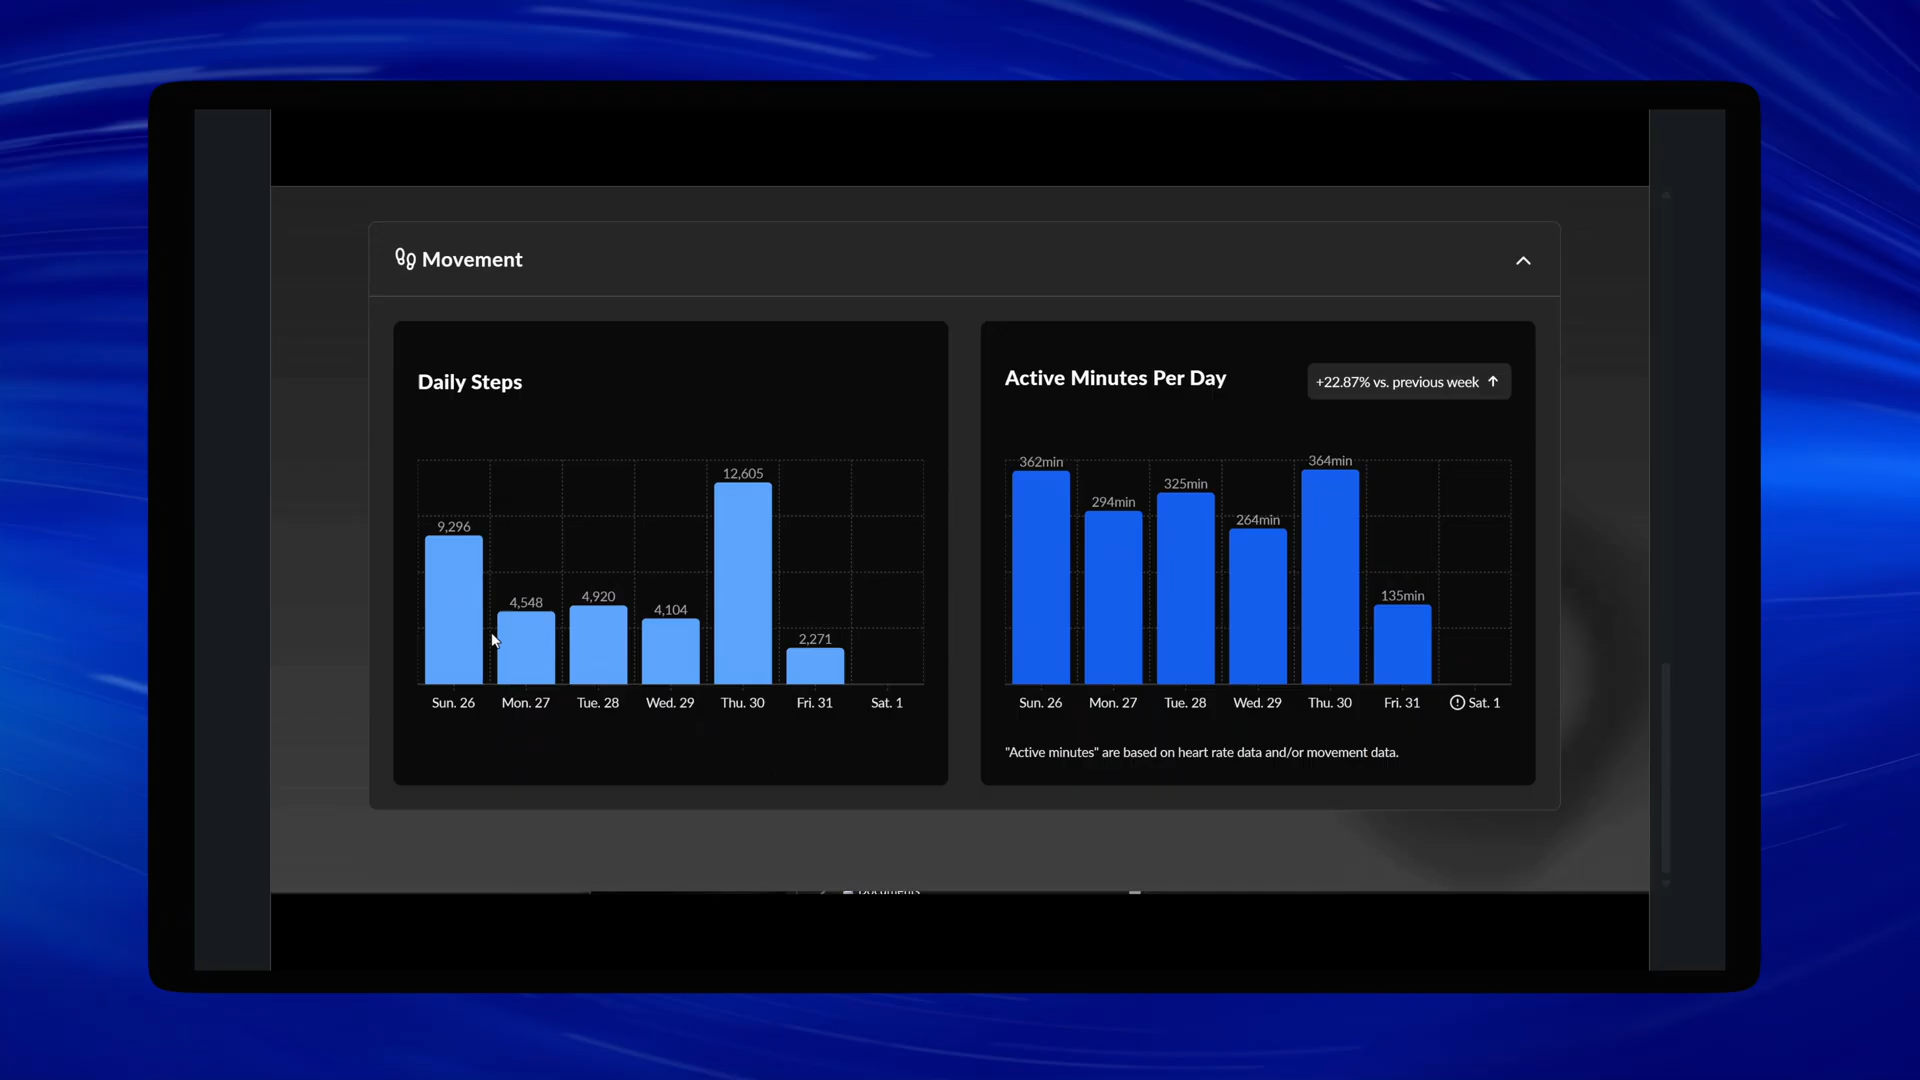 Movement
Daily Steps
12,605
9,296
4,920
4,548
4,104
2,271
Sun. 26 Mon. 27 Tue. 28 Wed. 29 Thu. 30 Fri. 31 Sat. 1
Active Minutes Per Day
+22.87% vs. previous week
362min
364min
325min
294min
264min
135min
Sun. 26 Mon. 27 Tue. 28 Wed. 29 Thu. 30 Fri. 31 Sat. 1
"Active minutes" are based on heart rate data and/or movement data.
Documents